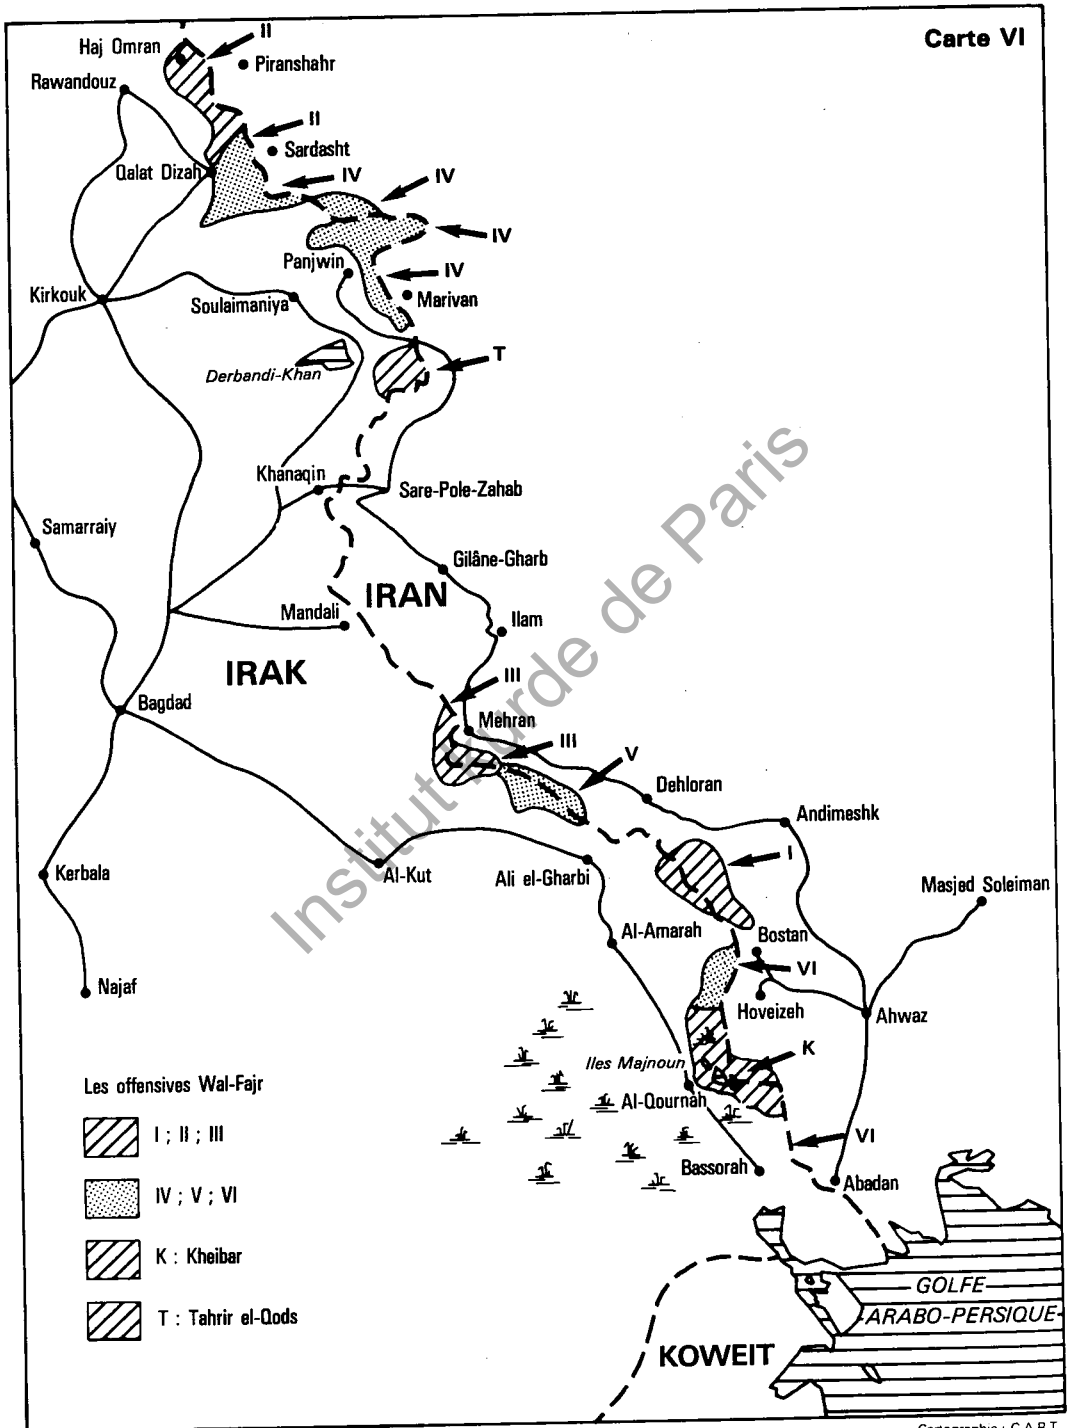 Carte VI
II
Haj Omran
Piranshahr
Rawandouz
II
Sardasht
Qalat Dizah
IV
IV
IV
Panjwin
IV
Kirkouk
Soulaimaniya
Marivan
T
Derbandi-Khan
Khanaqin
Sare-Pole-Zahab
Samarraiy
Gilâne-Gharb
IRAN
Mandali
Ilam
IRAK
III
Bagdad
Mehran
III
V
Dehloran
Andimeshk
I
Kerbala
Al-Kut
Ali el-Gharbi
Masjed Soleiman
Al-Amarah
Bostan
VI
Najaf
Hoveizeh
Ahwaz
K
Iles Majnoun
Al-Qournah
VI
Bassorah
Abadan
Les offensives Wal-Fajr
I ; II ; III
IV ; V ; VI
K : Kheibar
T : Tahrir el-Qods
GOLFE
ARABO-PERSIQUE
KOWEIT
Institut kurde de Paris
Cartographie : C.A.R.T.